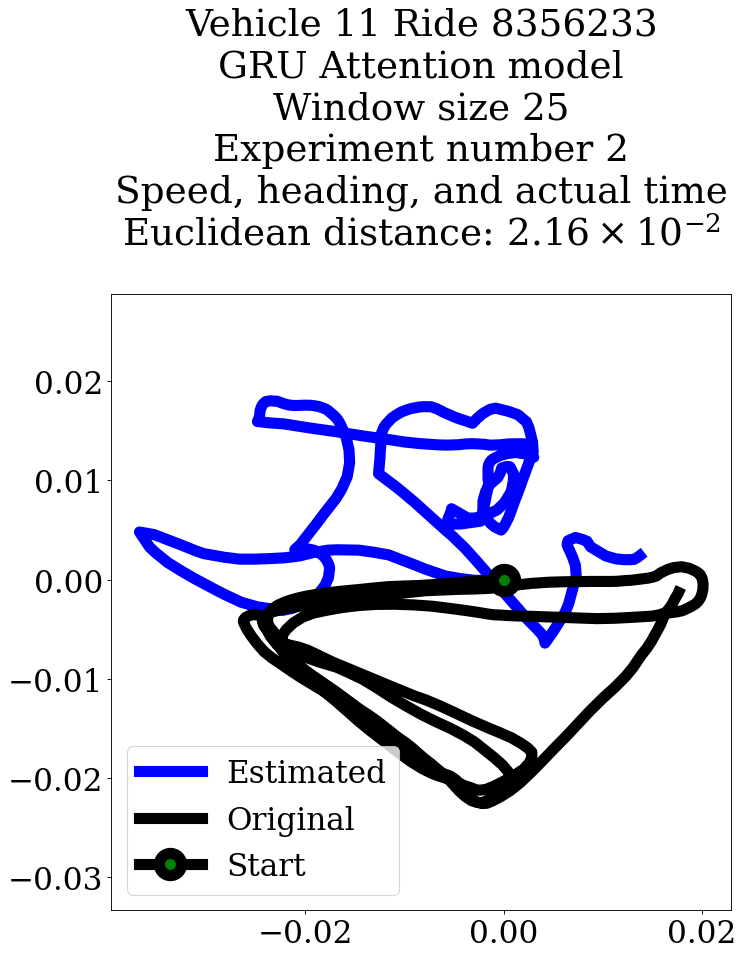 Vehicle 11 Ride 8356233
GRU Attention model
Window size 25
Experiment number 2
Speed, heading, and actual time
Euclidean distance: 2.16 × 10⁻²
0.02
0.01
0.00
−0.01
−0.02
−0.03
Estimated
Original
Start
−0.02 0.00 0.02